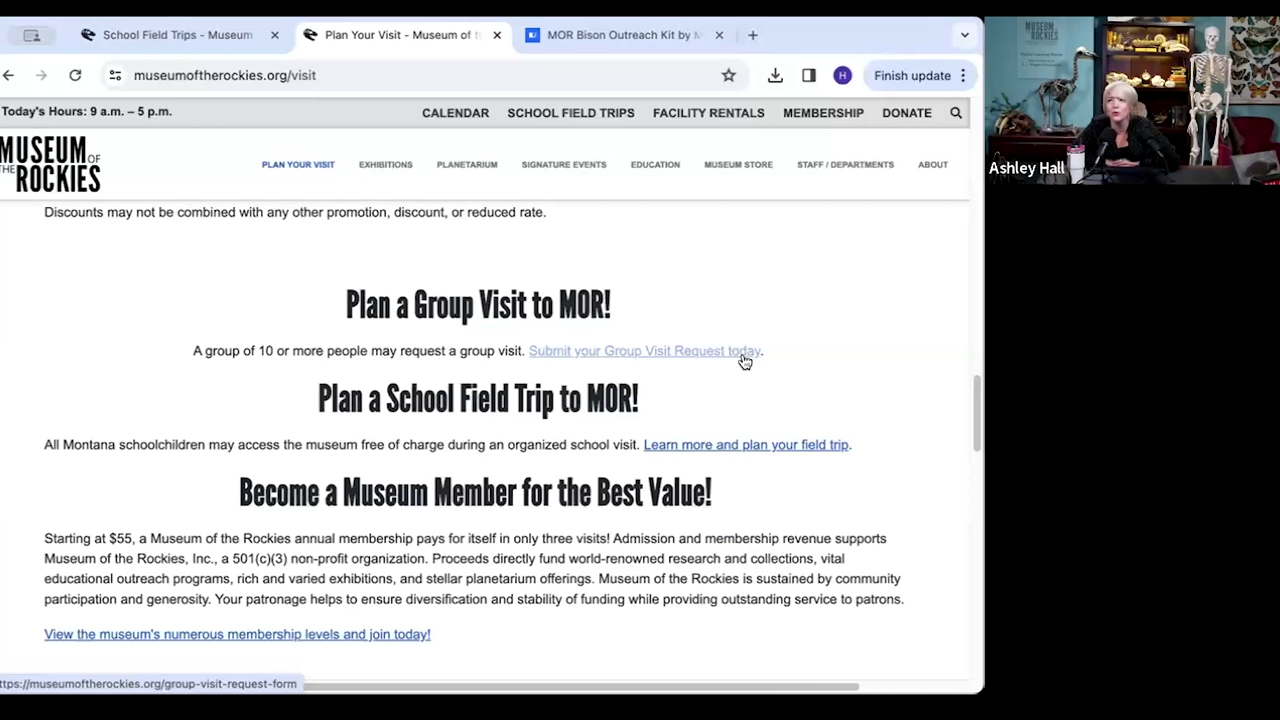 School Field Trips - Museum
Plan Your Visit - Museum of t
MOR Bison Outreach Kit by M
museumoftherockies.org/visit
H
Finish update
Today's Hours: 9 a.m. – 5 p.m.
CALENDAR
SCHOOL FIELD TRIPS
FACILITY RENTALS
MEMBERSHIP
DONATE
MUSEUM OF
THE ROCKIES
PLAN YOUR VISIT
EXHIBITIONS
PLANETARIUM
SIGNATURE EVENTS
EDUCATION
MUSEUM STORE
STAFF / DEPARTMENTS
ABOUT
Discounts may not be combined with any other promotion, discount, or reduced rate.
Plan a Group Visit to MOR!
A group of 10 or more people may request a group visit. Submit your Group Visit Request today.
Plan a School Field Trip to MOR!
All Montana schoolchildren may access the museum free of charge during an organized school visit. Learn more and plan your field trip.
Become a Museum Member for the Best Value!
Starting at $55, a Museum of the Rockies annual membership pays for itself in only three visits! Admission and membership revenue supports
Museum of the Rockies, Inc., a 501(c)(3) non-profit organization. Proceeds directly fund world-renowned research and collections, vital
educational outreach programs, rich and varied exhibitions, and stellar planetarium offerings. Museum of the Rockies is sustained by community
participation and generosity. Your patronage helps to ensure diversification and stability of funding while providing outstanding service to patrons.
View the museum's numerous membership levels and join today!
ttps://museumoftherockies.org/group-visit-request-form
MUSEUM OF
THE ROCKIES
Ashley Hall